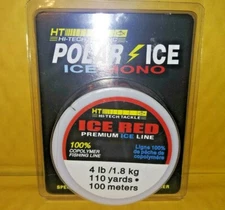 HT
HI-TECH TACKLE
POLAR ICE
ICE MONO
HT
HI-TECH TACKLE
ICE RED
PREMIUM ICE LINE
100%
COPOLYMER
FISHING LINE
Ligne 100%
de pêche de
copolymère
4 lb/1.8 kg
110 yards •
100 meters